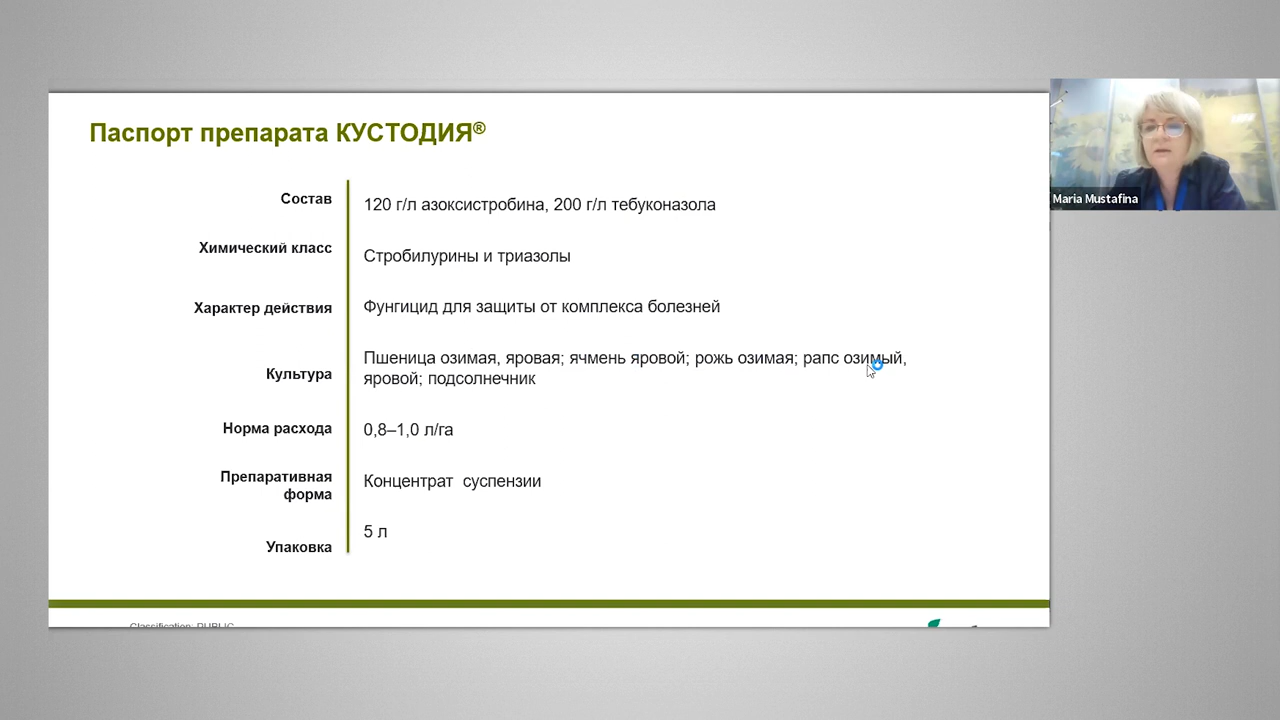 Паспорт препарата КУСТОДИЯ®
Состав
120 г/л азоксистробина, 200 г/л тебуконазола
Химический класс
Стробилурины и триазолы
Характер действия
Фунгицид для защиты от комплекса болезней
Культура
Пшеница озимая, яровая; ячмень яровой; рожь озимая; рапс озимый,
яровой; подсолнечник
Норма расхода
0,8–1,0 л/га
Препаративная
форма
Концентрат суспензии
Упаковка
5 л
Classification: PUBLIC
Maria Mustafina